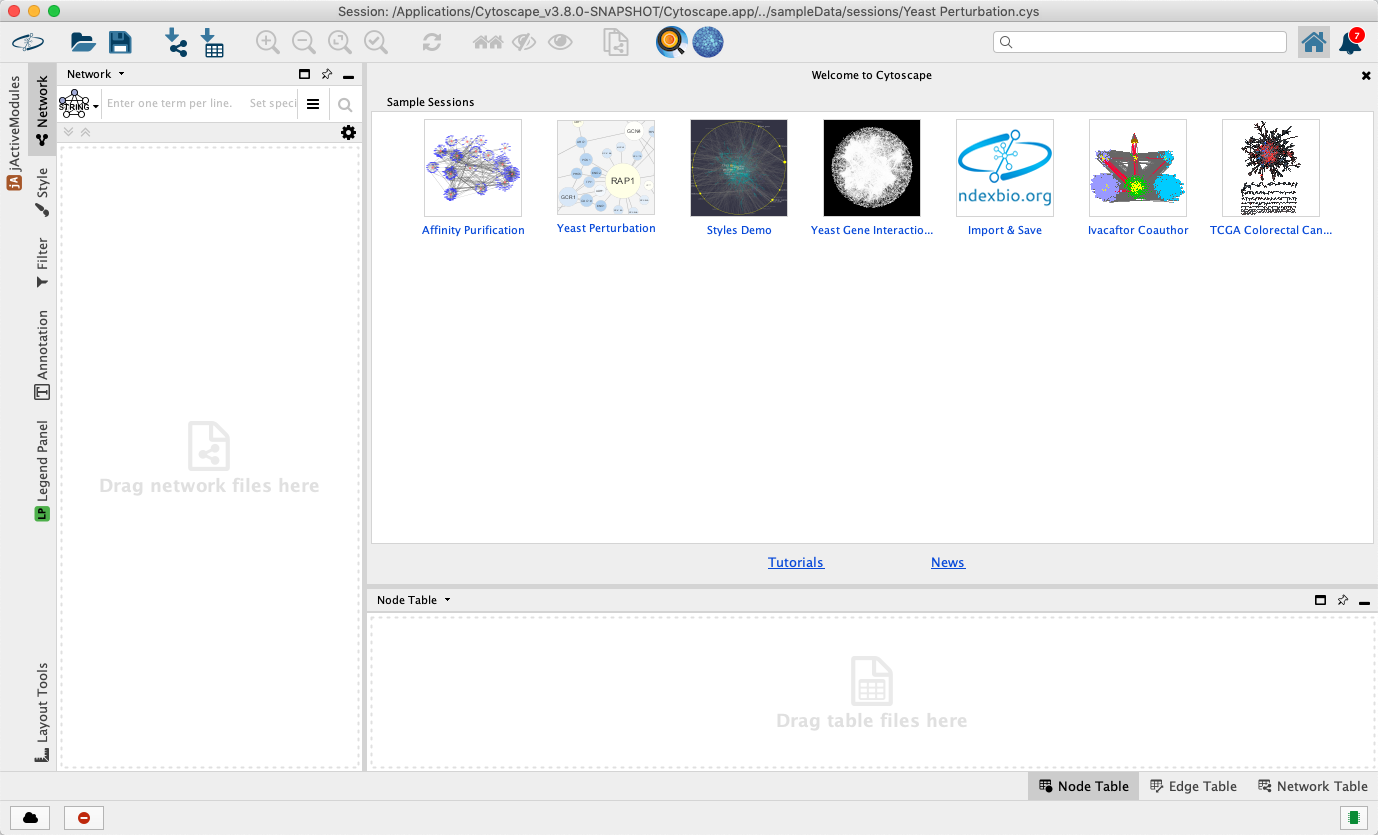 Session: /Applications/Cytoscape_v3.8.0-SNAPSHOT/Cytoscape.app/../sampleData/sessions/Yeast Perturbation.cys
7
jA jActiveModules
Network
Style
Filter
Annotation
LP Legend Panel
Layout Tools
Network
STRING
Enter one term per line. Set speci
Drag network files here
Welcome to Cytoscape
Sample Sessions
GCN4
RAP1
GCR1
ndexbio.org
Affinity Purification
Yeast Perturbation
Styles Demo
Yeast Gene Interactio...
Import & Save
Ivacaftor Coauthor
TCGA Colorectal Can...
Tutorials
News
Node Table
Drag table files here
Node Table
Edge Table
Network Table